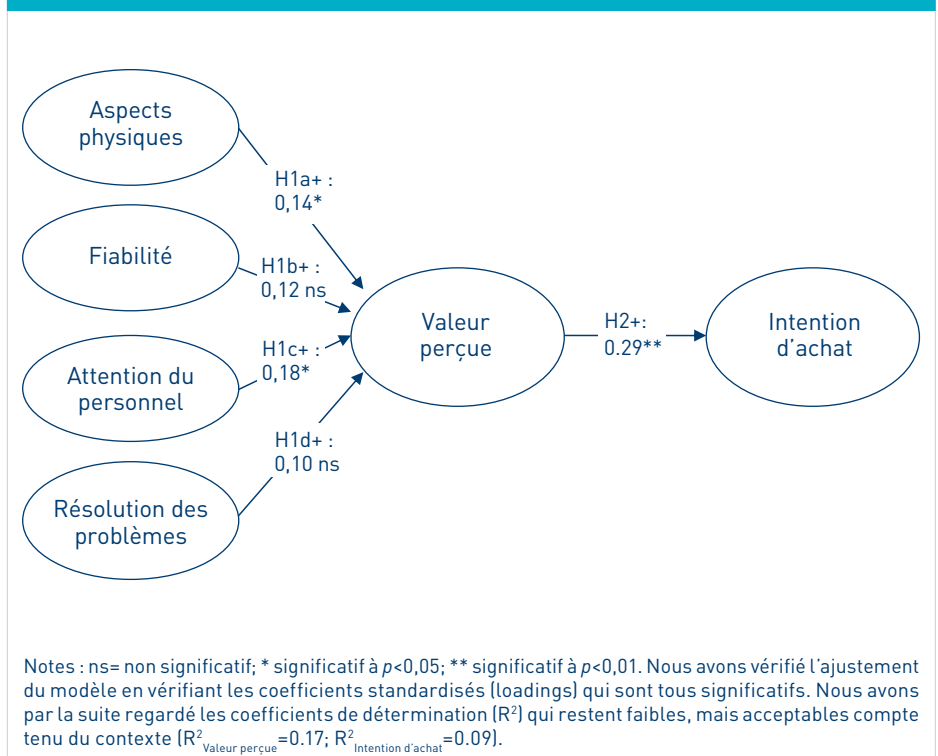 Aspects
physiques
H1a+ :
0,14*
Fiabilité
H1b+ :
0,12 ns
Valeur
perçue
H2+:
0.29**
Intention
d'achat
H1c+ :
0,18*
Attention du
personnel
H1d+ :
0,10 ns
Résolution des
problèmes
Notes : ns= non significatif; * significatif à p<0,05; ** significatif à p<0,01. Nous avons vérifié l'ajustement
du modèle en vérifiant les coefficients standardisés (loadings) qui sont tous significatifs. Nous avons
par la suite regardé les coefficients de détermination (R²) qui restent faibles, mais acceptables compte
tenu du contexte (R² Valeur perçue=0.17; R² Intention d'achat=0.09).